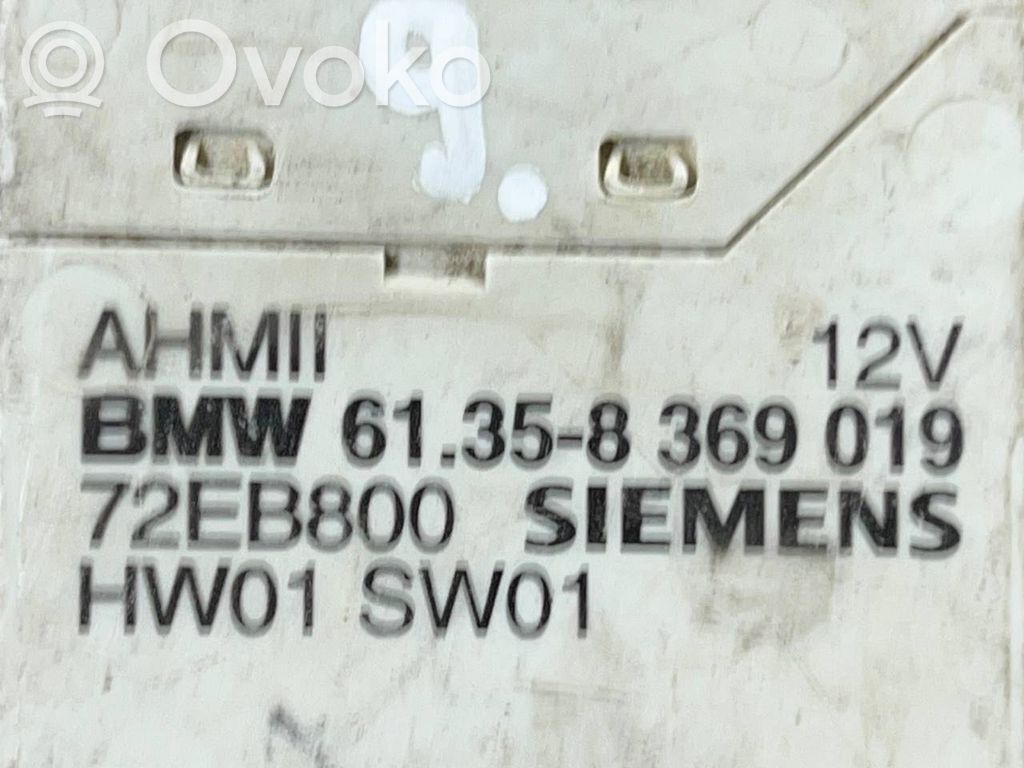 Ovoko
9.
AHMII 12V
BMW 61.35-8 369 019
72EB800 SIEMENS
HW01 SW01